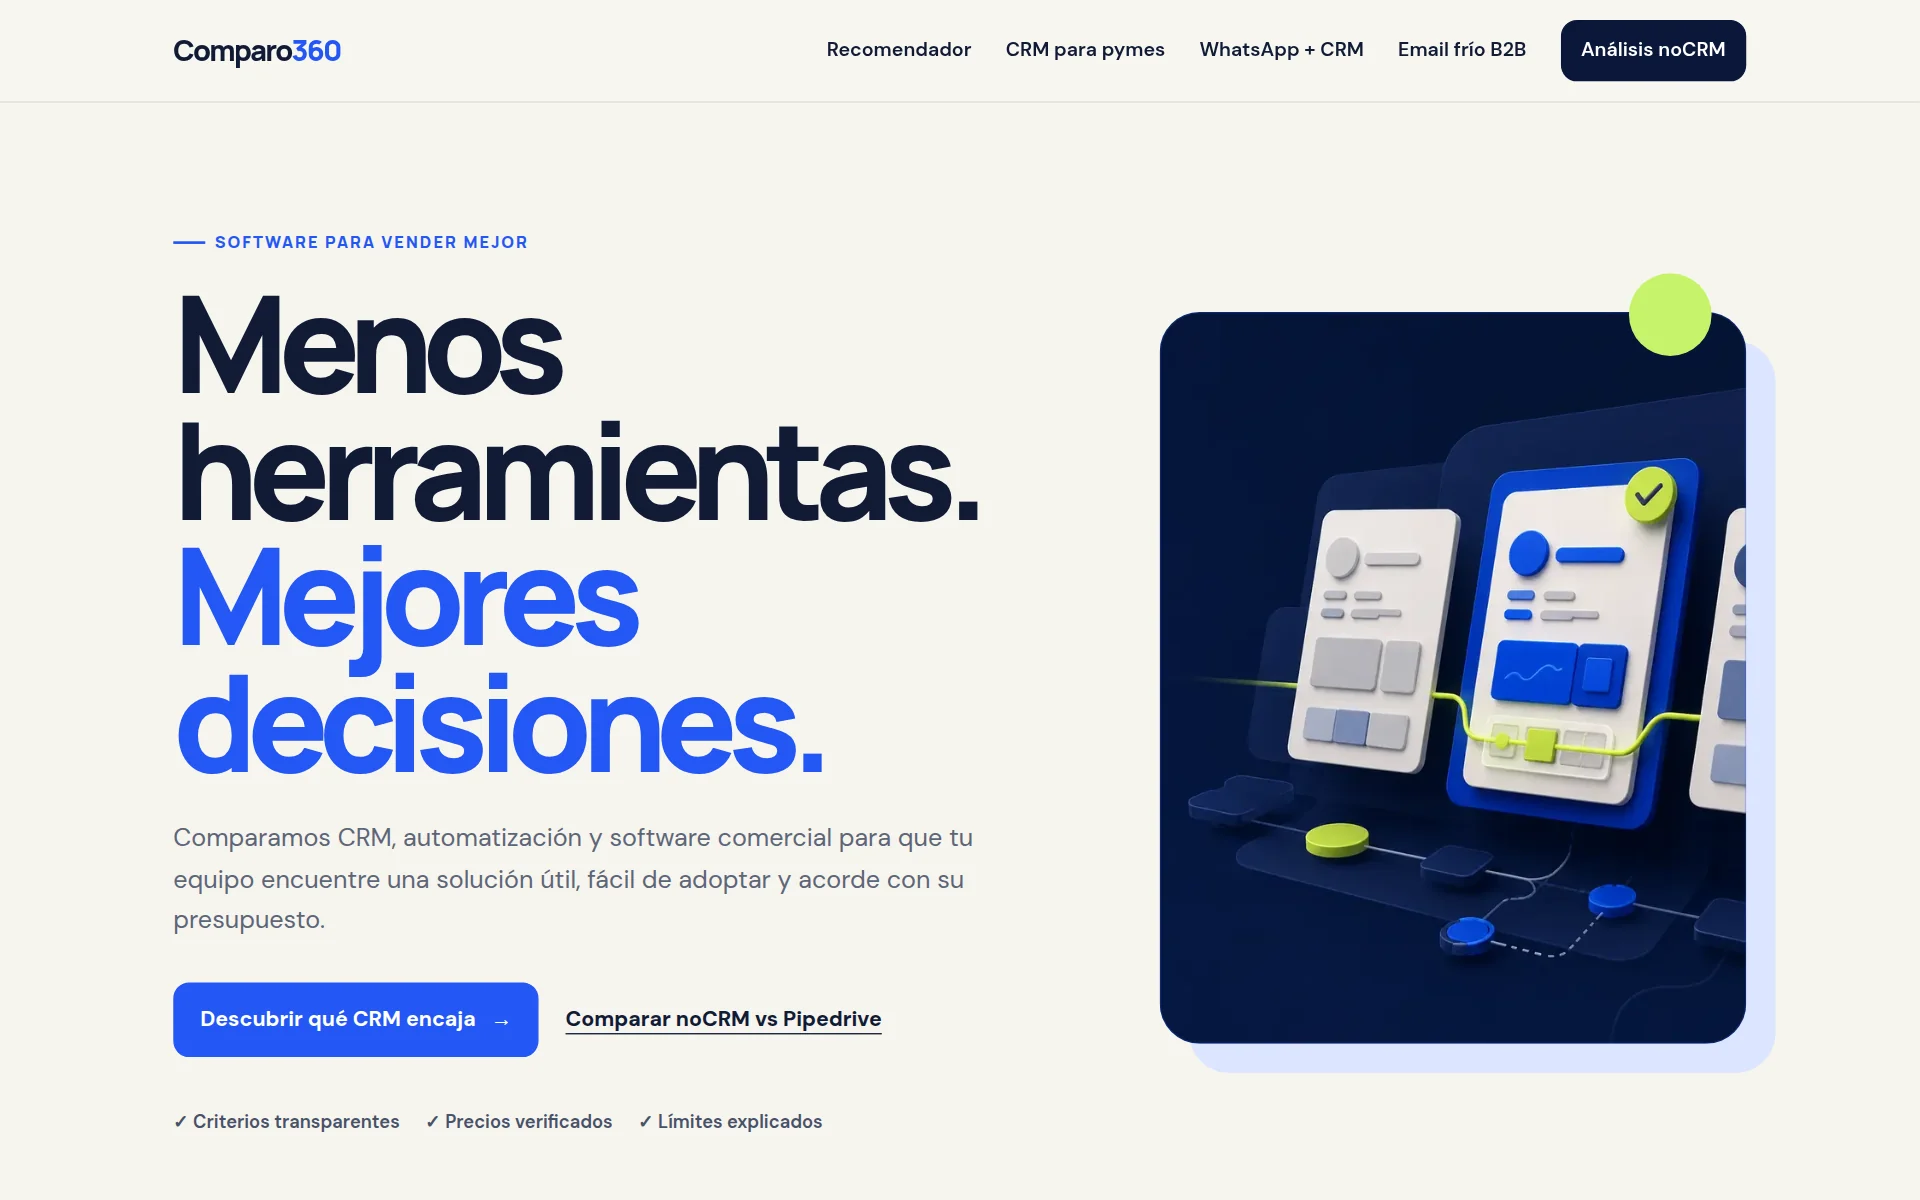 Comparo360
Recomendador
CRM para pymes
WhatsApp + CRM
Email frío B2B
Análisis noCRM
SOFTWARE PARA VENDER MEJOR
Menos
herramientas.
Mejores
decisiones.
Comparamos CRM, automatización y software comercial para que tu
equipo encuentre una solución útil, fácil de adoptar y acorde con su
presupuesto.
Descubrir qué CRM encaja →
Comparar noCRM vs Pipedrive
✓ Criterios transparentes
✓ Precios verificados
✓ Límites explicados